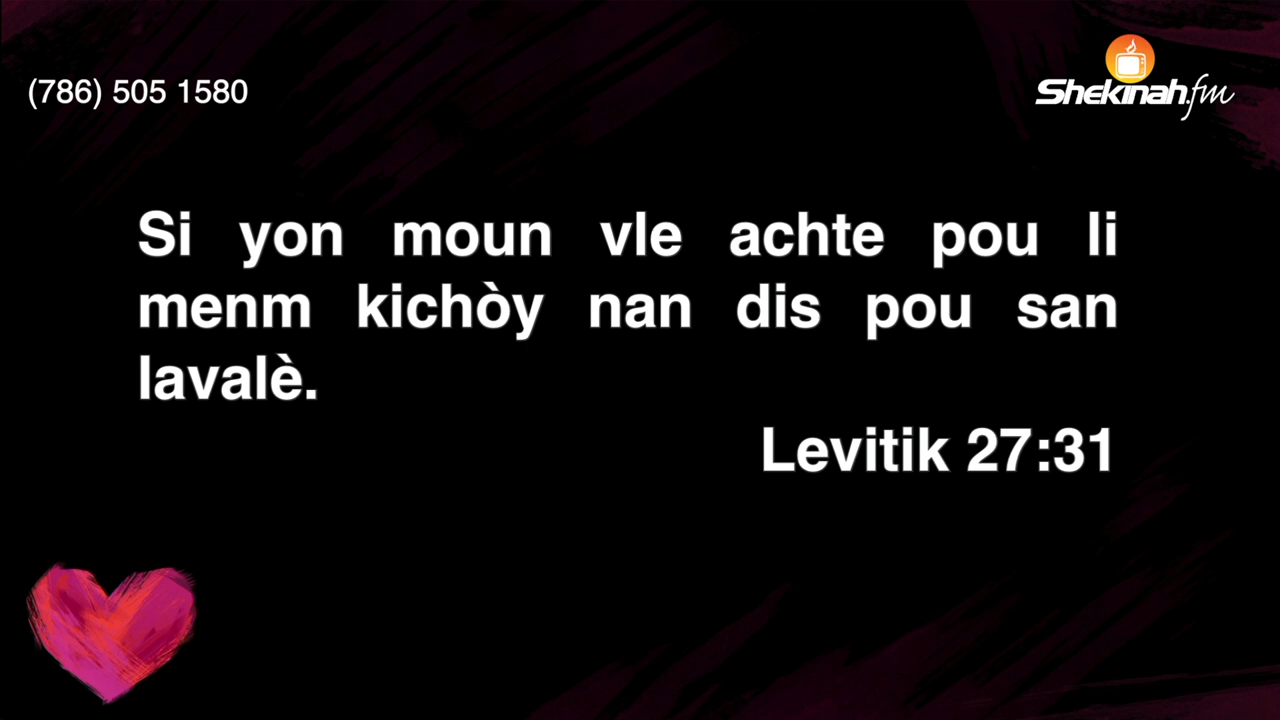 (786) 505 1580
Shekinah.fm
Si yon moun vle achte pou li
menm kichòy nan dis pou san
lavalè.
Levitik 27:31